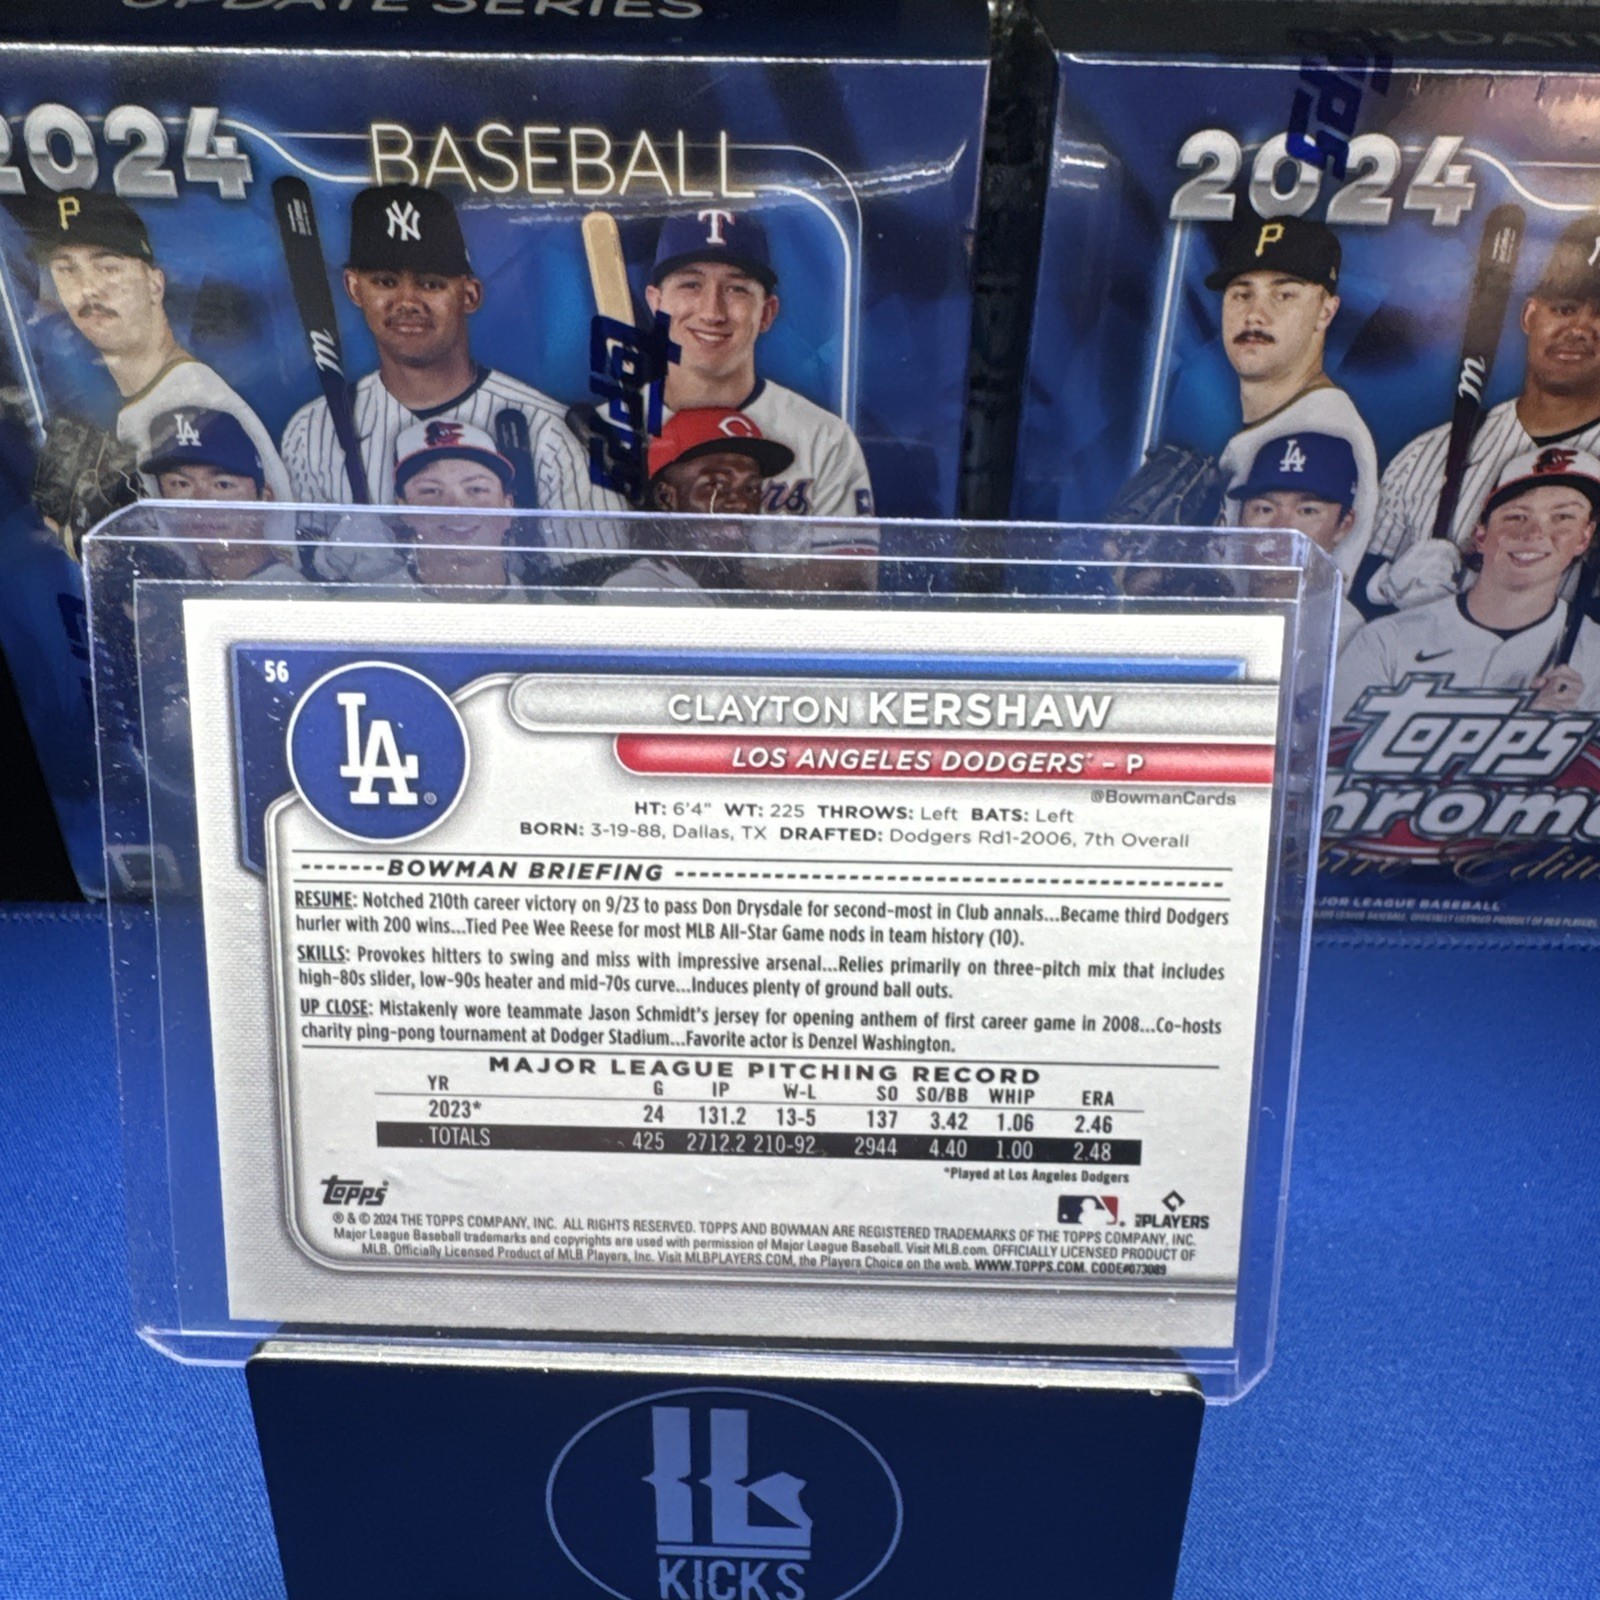 UPDATE SERIES
2024 BASEBALL
2024
P
NY
T
P
LA
C
LA
topps
Topps
Chrome
56
LA
CLAYTON KERSHAW
LOS ANGELES DODGERS - P
@BowmanCards
HT: 6'4" WT: 225 THROWS: Left BATS: Left
BORN: 3-19-88, Dallas, TX DRAFTED: Dodgers Rd1-2006, 7th Overall
BOWMAN BRIEFING
RESUME: Notched 210th career victory on 9/23 to pass Don Drysdale for second-most in Club annals...Became third Dodgers
hurler with 200 wins...Tied Pee Wee Reese for most MLB All-Star Game nods in team history (10).
SKILLS: Provokes hitters to swing and miss with impressive arsenal...Relies primarily on three-pitch mix that includes
high-80s slider, low-90s heater and mid-70s curve...Induces plenty of ground ball outs.
UP CLOSE: Mistakenly wore teammate Jason Schmidt's jersey for opening anthem of first career game in 2008...Co-hosts
charity ping-pong tournament at Dodger Stadium...Favorite actor is Denzel Washington.
MAJOR LEAGUE PITCHING RECORD
YR G IP W-L SO SO/BB WHIP ERA
2023* 24 131.2 13-5 137 3.42 1.06 2.46
TOTALS 425 2712.2 210-92 2944 4.40 1.00 2.48
*Played at Los Angeles Dodgers
Topps
PLAYERS
® & © 2024 THE TOPPS COMPANY, INC. ALL RIGHTS RESERVED. TOPPS AND BOWMAN ARE REGISTERED TRADEMARKS OF THE TOPPS COMPANY, INC.
Major League Baseball trademarks and copyrights are used with permission of Major League Baseball. Visit MLB.com. OFFICIALLY LICENSED PRODUCT OF
MLB. Officially Licensed Product of MLB Players, Inc. Visit MLBPLAYERS.COM, the Players Choice on the web. WWW.TOPPS.COM. CODE#073089
KICKS